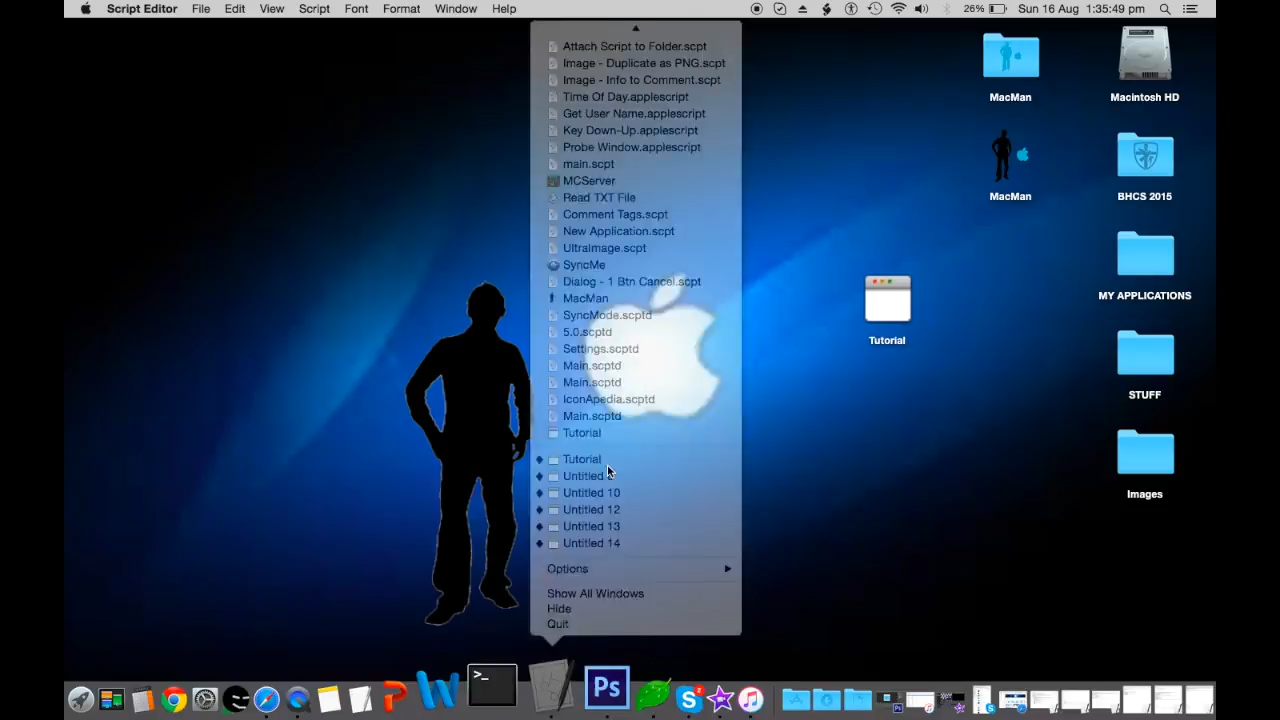 Script Editor File Edit View Script Font Format Window Help 26% Sun 16 Aug 1:35:49 pm
Attach Script to Folder.scpt
Image - Duplicate as PNG.scpt
Image - Info to Comment.scpt
Time Of Day.applescript
Get User Name.applescript
Key Down-Up.applescript
Probe Window.applescript
main.scpt
MCServer
Read TXT File
Comment Tags.scpt
New Application.scpt
UltraImage.scpt
SyncMe
Dialog - 1 Btn Cancel.scpt
MacMan
SyncMode.scptd
5.0.scptd
Settings.scptd
Main.scptd
Main.scptd
IconApedia.scptd
Main.scptd
Tutorial
Tutorial
Untitled
Untitled 10
Untitled 12
Untitled 13
Untitled 14
Options
Show All Windows
Hide
Quit
MacMan
Macintosh HD
MacMan
BHCS 2015
MY APPLICATIONS
Tutorial
STUFF
Images
>_
Ps
2